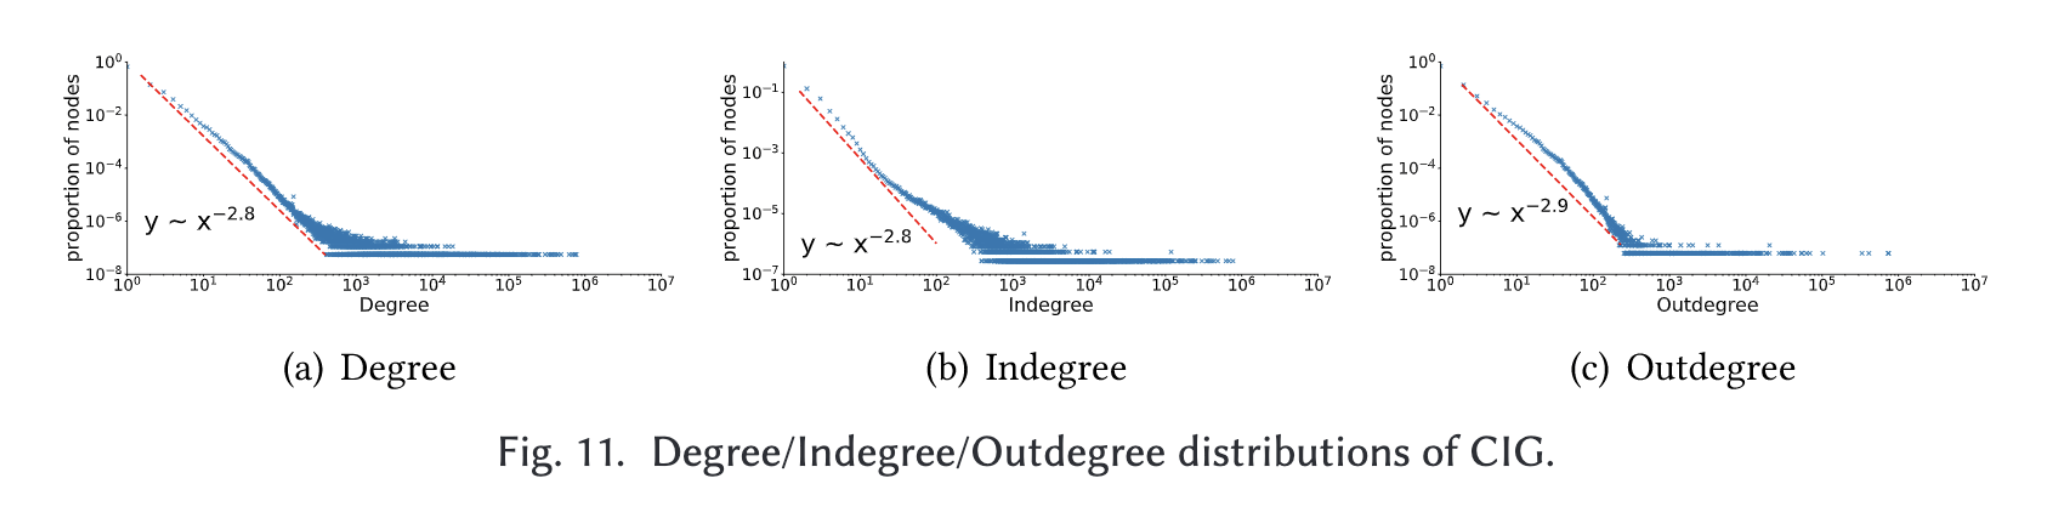 proportion of nodes
10⁰
10⁻²
10⁻⁴
10⁻⁶
10⁻⁸
y ~ x⁻²·⁸
10⁰ 10¹ 10² 10³ 10⁴ 10⁵ 10⁶ 10⁷
Degree
(a) Degree
proportion of nodes
10⁻¹
10⁻³
10⁻⁵
10⁻⁷
y ~ x⁻²·⁸
10⁰ 10¹ 10² 10³ 10⁴ 10⁵ 10⁶ 10⁷
Indegree
(b) Indegree
proportion of nodes
10⁰
10⁻²
10⁻⁴
10⁻⁶
10⁻⁸
y ~ x⁻²·⁹
10⁰ 10¹ 10² 10³ 10⁴ 10⁵ 10⁶ 10⁷
Outdegree
(c) Outdegree
Fig. 11. Degree/Indegree/Outdegree distributions of CIG.